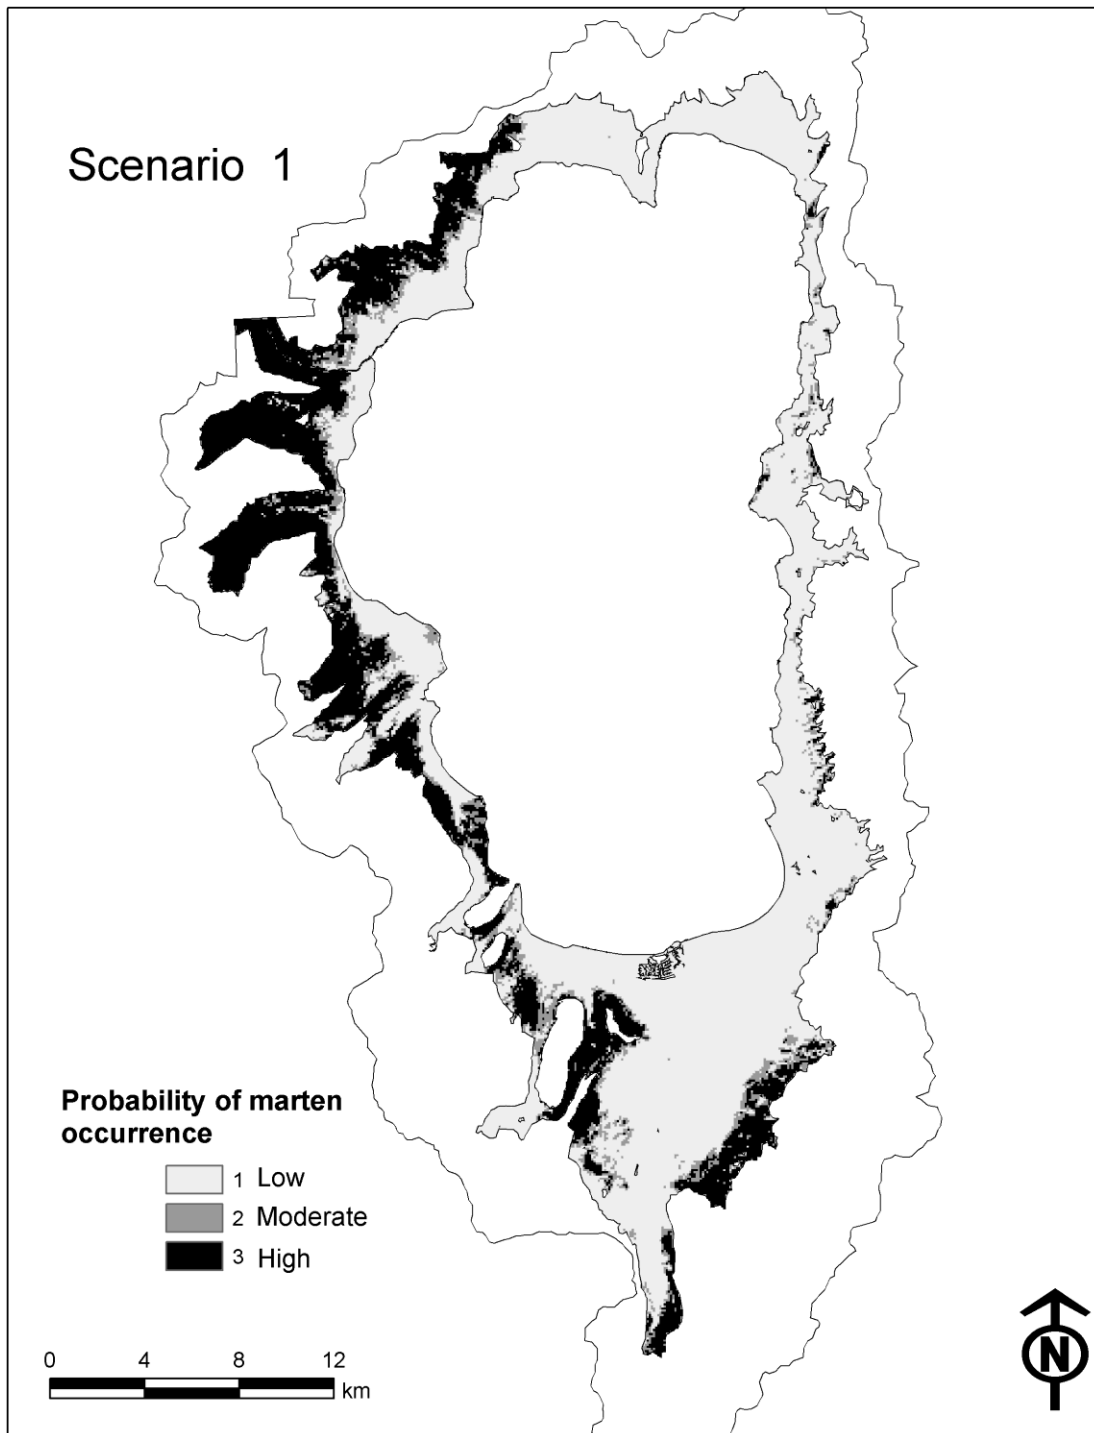 Scenario 1
Probability of marten
occurrence
1 Low
2 Moderate
3 High
0 4 8 12
km
N